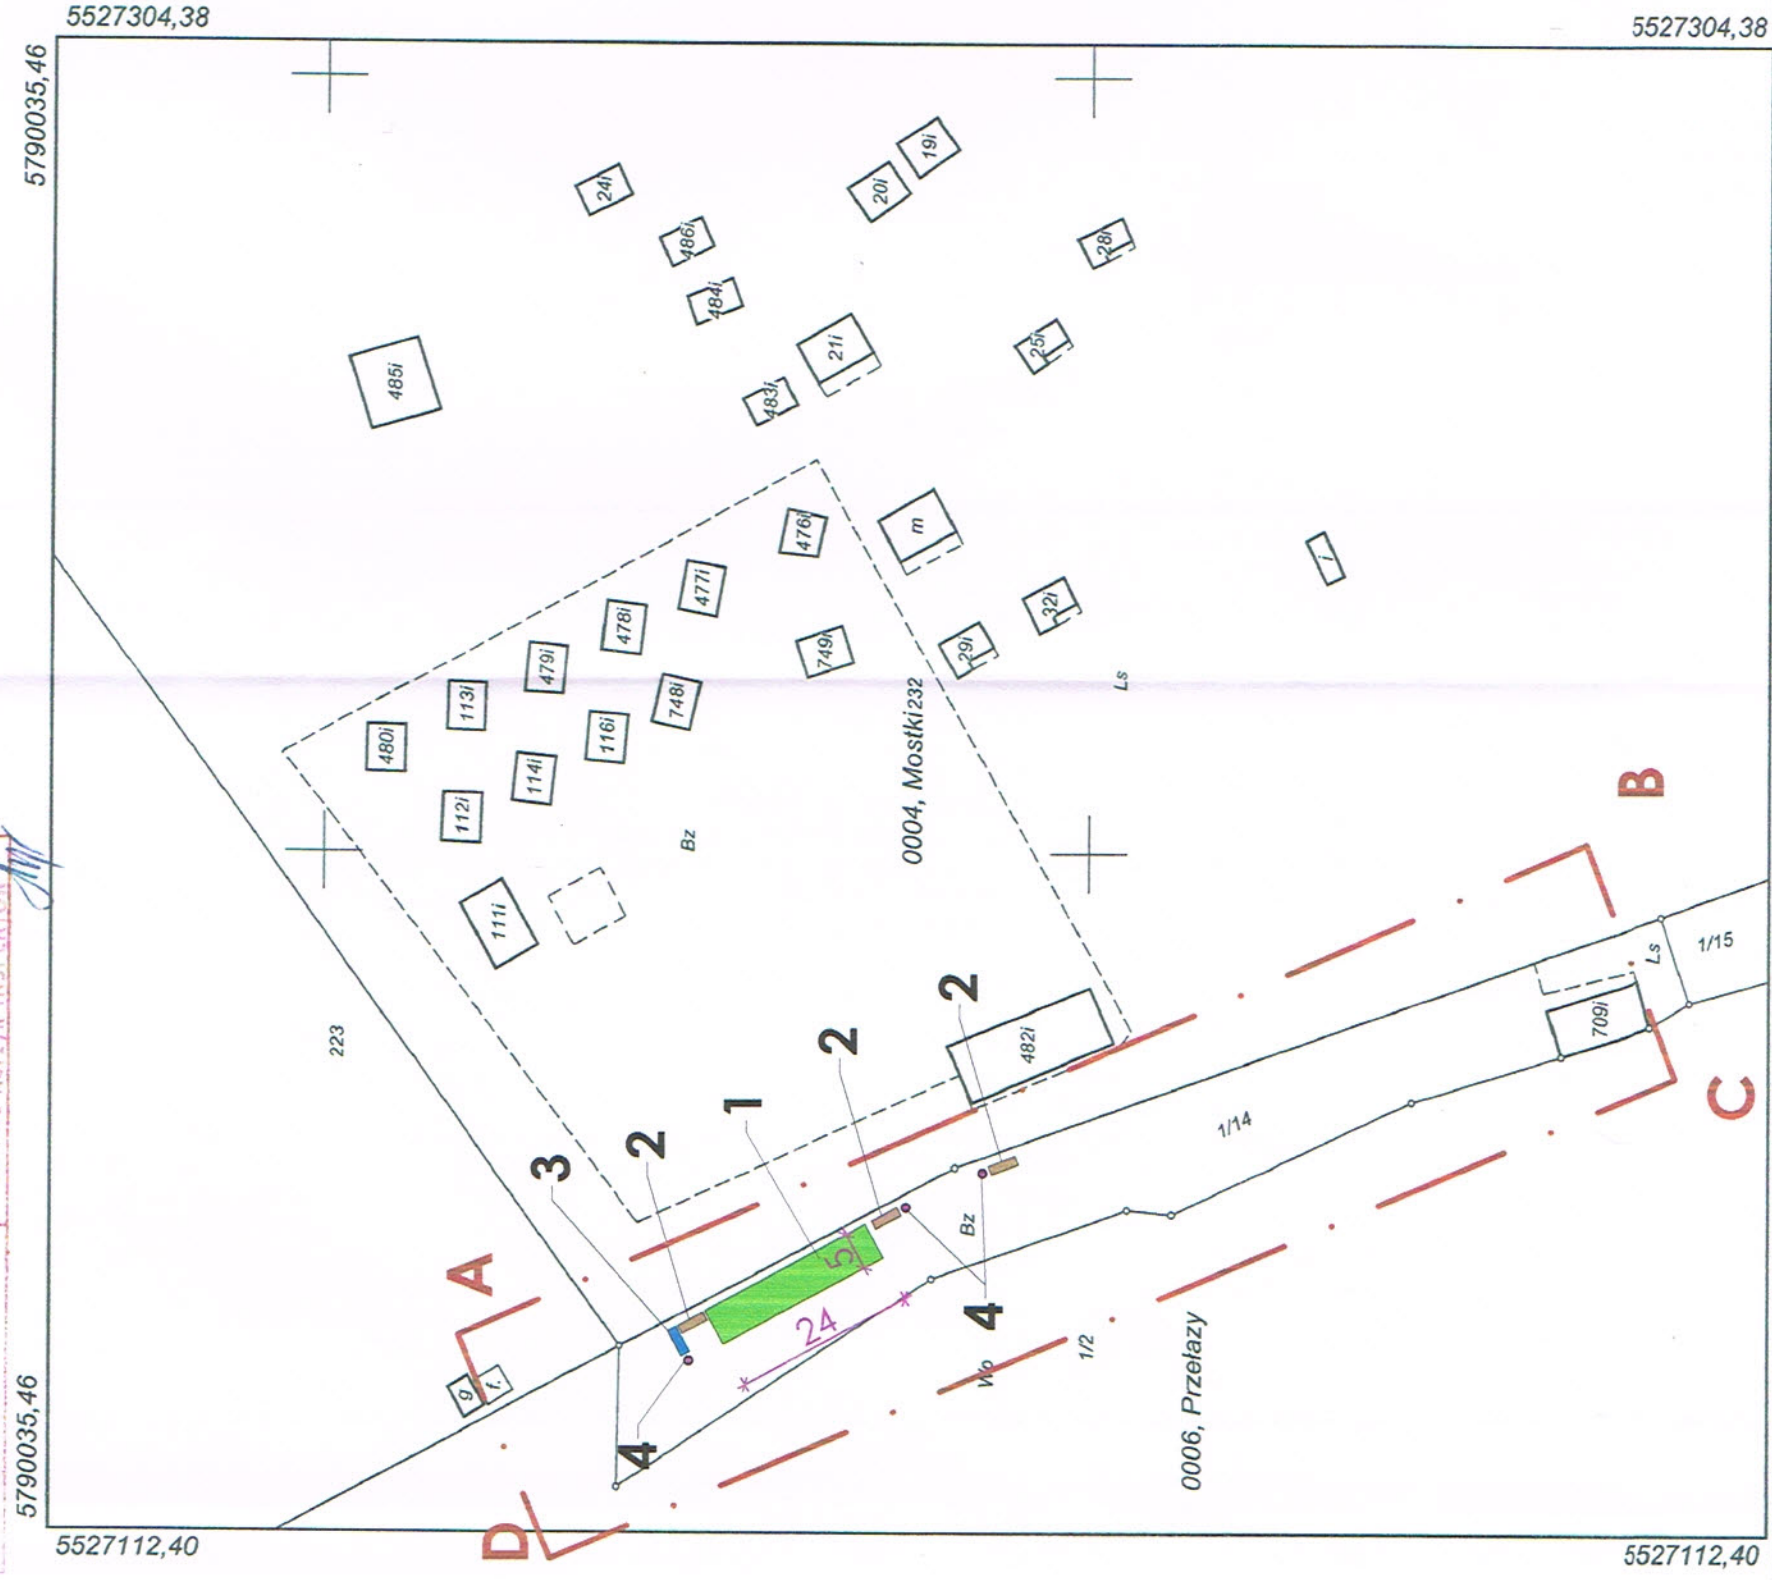 5527304,38
5527304,38
5790035,46
24i
19i
20i
486i
28i
484i
25i
21i
485i
483i
476i
m
477i
i
478i
32i
479i
29i
749i
113i
Ls
748i
480i
116i
0004, Mostki232
114i
112i
B
Bz
111i
1/15
Ls
2
709i
223
482i
2
1
C
1/14
2
3
Bz
5
A
4
24
1/2
Wp
g
f.
0006, Przełazy
4
5790035,46
D
5527112,40
5527112,40